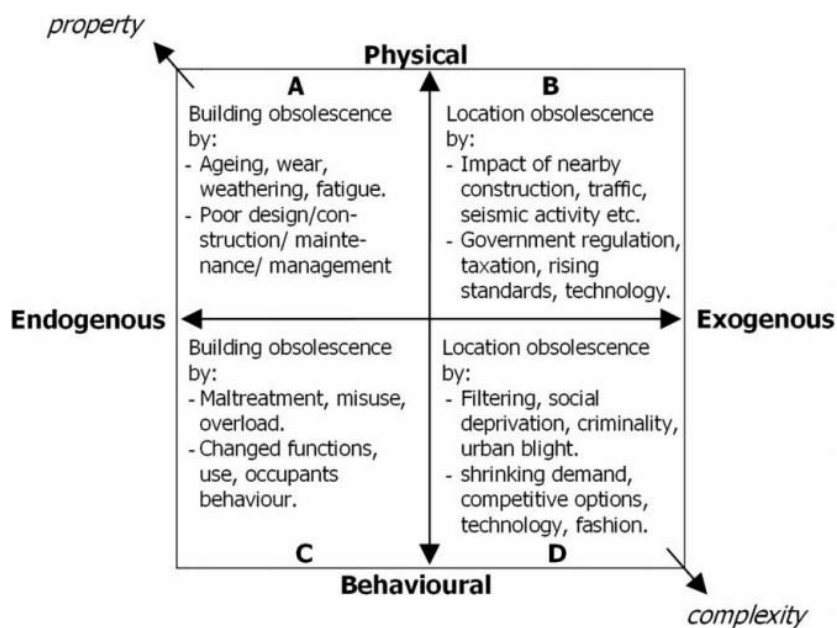 property
Physical
A
Building obsolescence
by:
- Ageing, wear,
weathering, fatigue.
- Poor design/con-
struction/ mainte-
nance/ management
B
Location obsolescence
by:
- Impact of nearby
construction, traffic,
seismic activity etc.
- Government regulation,
taxation, rising
standards, technology.
Endogenous
Exogenous
Building obsolescence
by:
- Maltreatment, misuse,
overload.
- Changed functions,
use, occupants
behaviour.
C
Location obsolescence
by:
- Filtering, social
deprivation, criminality,
urban blight.
- shrinking demand,
competitive options,
technology, fashion.
D
Behavioural
complexity